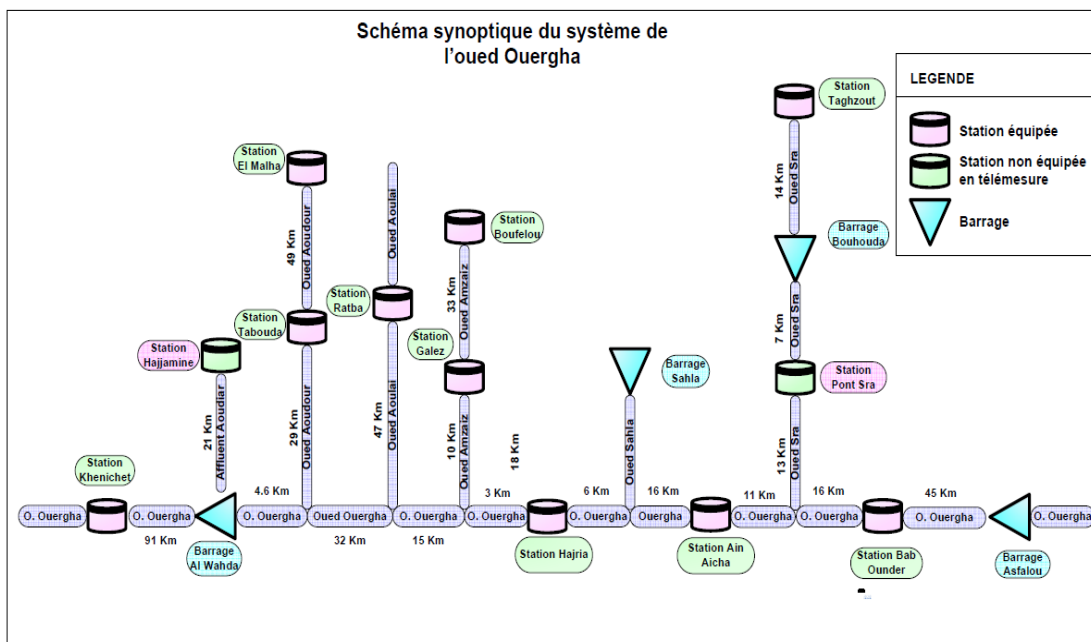 Schéma synoptique du système de
l'oued Ouergha
LEGENDE
Station équipée
Station non équipée
en télémesure
Barrage
Station
Taghzout
14 Km
Oued Sra
Barrage
Bouhouda
7 Km
Oued Sra
Station
Pont Sra
13 Km
Oued Sra
Station
El Malha
49 Km
Oued Aoudour
Station
Tabouda
29 Km
Oued Aoudour
Oued Aoulai
Station
Ratba
47 Km
Oued Aoulai
Station
Boufelou
33 Km
Oued Amzaiz
Station
Galez
10 Km
Oued Amzaiz
18 Km
Station
Hajjamine
21 Km
Affluent Aoudiar
Barrage
Sahla
Oued Sahla
Station
Khenichet
4.6 Km
3 Km
6 Km
16 Km
11 Km
16 Km
45 Km
O. Ouergha
O. Ouergha
O. Ouergha
Oued Ouergha
O. Ouergha
O. Ouergha
O. Ouergha
O. Ouergha
O. Ouergha
O. Ouergha
O. Ouergha
O. Ouergha
91 Km
32 Km
15 Km
Barrage
Al Wahda
Station Hajria
Station Ain
Aicha
Station Bab
Ounder
Barrage
Asfalou